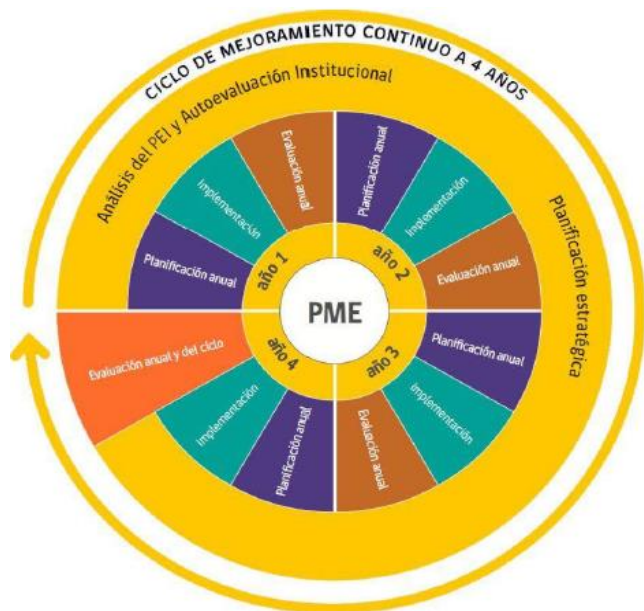 CICLO DE MEJORAMIENTO CONTINUO A 4 AÑOS
Análisis del PEI y Autoevaluación Institucional
Planificación estratégica
PME
año 1
Planificación anual
Implementación
Evaluación anual
año 2
Planificación anual
Implementación
Evaluación anual
año 3
Planificación anual
Implementación
Evaluación anual
año 4
Planificación anual
Implementación
Evaluación anual y del ciclo